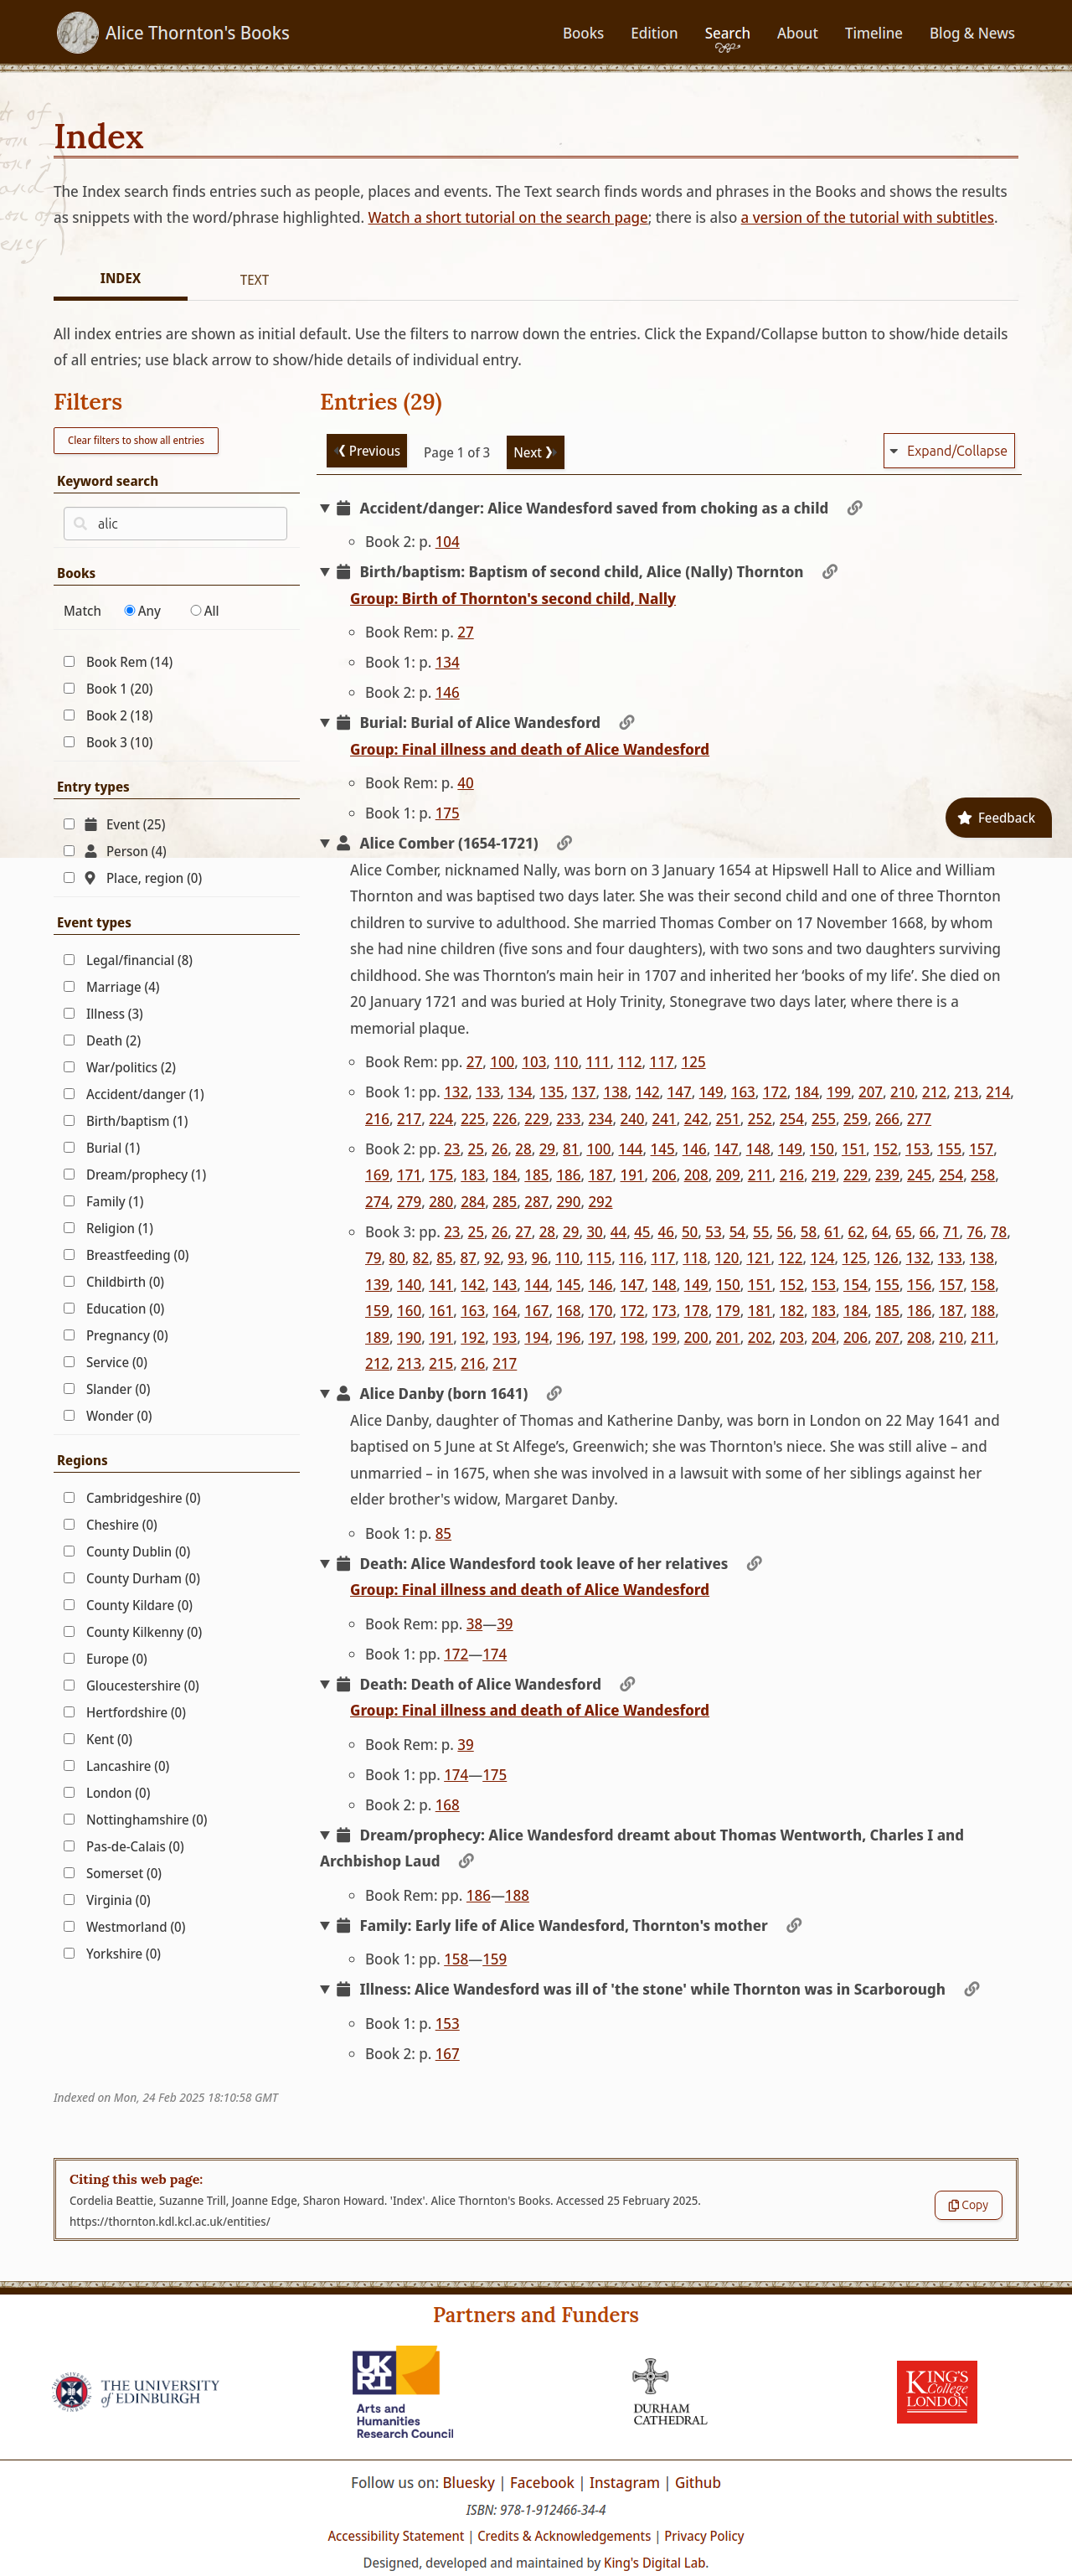 Alice Thornton's Books
Books
Edition
Search
About
Timeline
Blog & News
Index
The Index search finds entries such as people, places and events. The Text search finds words and phrases in the Books and shows the results
as snippets with the word/phrase highlighted. Watch a short tutorial on the search page; there is also a version of the tutorial with subtitles.
INDEX
TEXT
All index entries are shown as initial default. Use the filters to narrow down the entries. Click the Expand/Collapse button to show/hide details
of all entries; use black arrow to show/hide details of individual entry.
Filters
Clear filters to show all entries
Keyword search
alic
Books
Match Any All
Book Rem (14)
Book 1 (20)
Book 2 (18)
Book 3 (10)
Entry types
Event (25)
Person (4)
Place, region (0)
Event types
Legal/financial (8)
Marriage (4)
Illness (3)
Death (2)
War/politics (2)
Accident/danger (1)
Birth/baptism (1)
Burial (1)
Dream/prophecy (1)
Family (1)
Religion (1)
Breastfeeding (0)
Childbirth (0)
Education (0)
Pregnancy (0)
Service (0)
Slander (0)
Wonder (0)
Regions
Cambridgeshire (0)
Cheshire (0)
County Dublin (0)
County Durham (0)
County Kildare (0)
County Kilkenny (0)
Europe (0)
Gloucestershire (0)
Hertfordshire (0)
Kent (0)
Lancashire (0)
London (0)
Nottinghamshire (0)
Pas-de-Calais (0)
Somerset (0)
Virginia (0)
Westmorland (0)
Yorkshire (0)
Entries (29)
Previous
Page 1 of 3
Next
Expand/Collapse
Accident/danger: Alice Wandesford saved from choking as a child
Book 2: p. 104
Birth/baptism: Baptism of second child, Alice (Nally) Thornton
Group: Birth of Thornton's second child, Nally
Book Rem: p. 27
Book 1: p. 134
Book 2: p. 146
Burial: Burial of Alice Wandesford
Group: Final illness and death of Alice Wandesford
Book Rem: p. 40
Book 1: p. 175
Feedback
Alice Comber (1654-1721)
Alice Comber, nicknamed Nally, was born on 3 January 1654 at Hipswell Hall to Alice and William
Thornton and was baptised two days later. She was their second child and one of three Thornton
children to survive to adulthood. She married Thomas Comber on 17 November 1668, by whom
she had nine children (five sons and four daughters), with two sons and two daughters surviving
childhood. She was Thornton’s main heir in 1707 and inherited her ‘books of my life’. She died on
20 January 1721 and was buried at Holy Trinity, Stonegrave two days later, where there is a
memorial plaque.
Book Rem: pp. 27, 100, 103, 110, 111, 112, 117, 125
Book 1: pp. 132, 133, 134, 135, 137, 138, 142, 147, 149, 163, 172, 184, 199, 207, 210, 212, 213, 214,
216, 217, 224, 225, 226, 229, 233, 234, 240, 241, 242, 251, 252, 254, 255, 259, 266, 277
Book 2: pp. 23, 25, 26, 28, 29, 81, 100, 144, 145, 146, 147, 148, 149, 150, 151, 152, 153, 155, 157,
169, 171, 175, 183, 184, 185, 186, 187, 191, 206, 208, 209, 211, 216, 219, 229, 239, 245, 254, 258,
274, 279, 280, 284, 285, 287, 290, 292
Book 3: pp. 23, 25, 26, 27, 28, 29, 30, 44, 45, 46, 50, 53, 54, 55, 56, 58, 61, 62, 64, 65, 66, 71, 76, 78,
79, 80, 82, 85, 87, 92, 93, 96, 110, 115, 116, 117, 118, 120, 121, 122, 124, 125, 126, 132, 133, 138,
139, 140, 141, 142, 143, 144, 145, 146, 147, 148, 149, 150, 151, 152, 153, 154, 155, 156, 157, 158,
159, 160, 161, 163, 164, 167, 168, 170, 172, 173, 178, 179, 181, 182, 183, 184, 185, 186, 187, 188,
189, 190, 191, 192, 193, 194, 196, 197, 198, 199, 200, 201, 202, 203, 204, 206, 207, 208, 210, 211,
212, 213, 215, 216, 217
Alice Danby (born 1641)
Alice Danby, daughter of Thomas and Katherine Danby, was born in London on 22 May 1641 and
baptised on 5 June at St Alfege’s, Greenwich; she was Thornton's niece. She was still alive – and
unmarried – in 1675, when she was involved in a lawsuit with some of her siblings against her
elder brother's widow, Margaret Danby.
Book 1: p. 85
Death: Alice Wandesford took leave of her relatives
Group: Final illness and death of Alice Wandesford
Book Rem: pp. 38—39
Book 1: pp. 172—174
Death: Death of Alice Wandesford
Group: Final illness and death of Alice Wandesford
Book Rem: p. 39
Book 1: pp. 174—175
Book 2: p. 168
Dream/prophecy: Alice Wandesford dreamt about Thomas Wentworth, Charles I and
Archbishop Laud
Book Rem: pp. 186—188
Family: Early life of Alice Wandesford, Thornton's mother
Book 1: pp. 158—159
Illness: Alice Wandesford was ill of 'the stone' while Thornton was in Scarborough
Book 1: p. 153
Book 2: p. 167
Indexed on Mon, 24 Feb 2025 18:10:58 GMT
Citing this web page:
Cordelia Beattie, Suzanne Trill, Joanne Edge, Sharon Howard. 'Index'. Alice Thornton's Books. Accessed 25 February 2025.
https://thornton.kdl.kcl.ac.uk/entities/
Copy
Partners and Funders
THE UNIVERSITY
of EDINBURGH
UK
RI
Arts and
Humanities
Research Council
DURHAM
CATHEDRAL
KING'S
College
LONDON
Follow us on: Bluesky | Facebook | Instagram | Github
ISBN: 978-1-912466-34-4
Accessibility Statement | Credits & Acknowledgements | Privacy Policy
Designed, developed and maintained by King's Digital Lab.